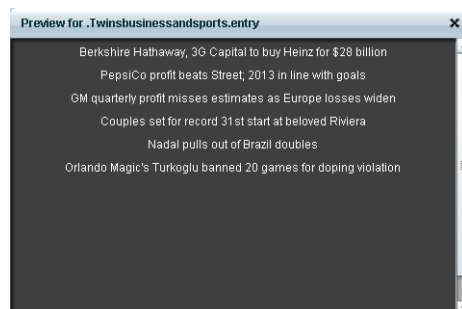 Preview for .Twinsbusinessandsports.entry
Berkshire Hathaway, 3G Capital to buy Heinz for $28 billion
PepsiCo profit beats Street; 2013 in line with goals
GM quarterly profit misses estimates as Europe losses widen
Couples set for record 31st start at beloved Riviera
Nadal pulls out of Brazil doubles
Orlando Magic's Turkoglu banned 20 games for doping violation